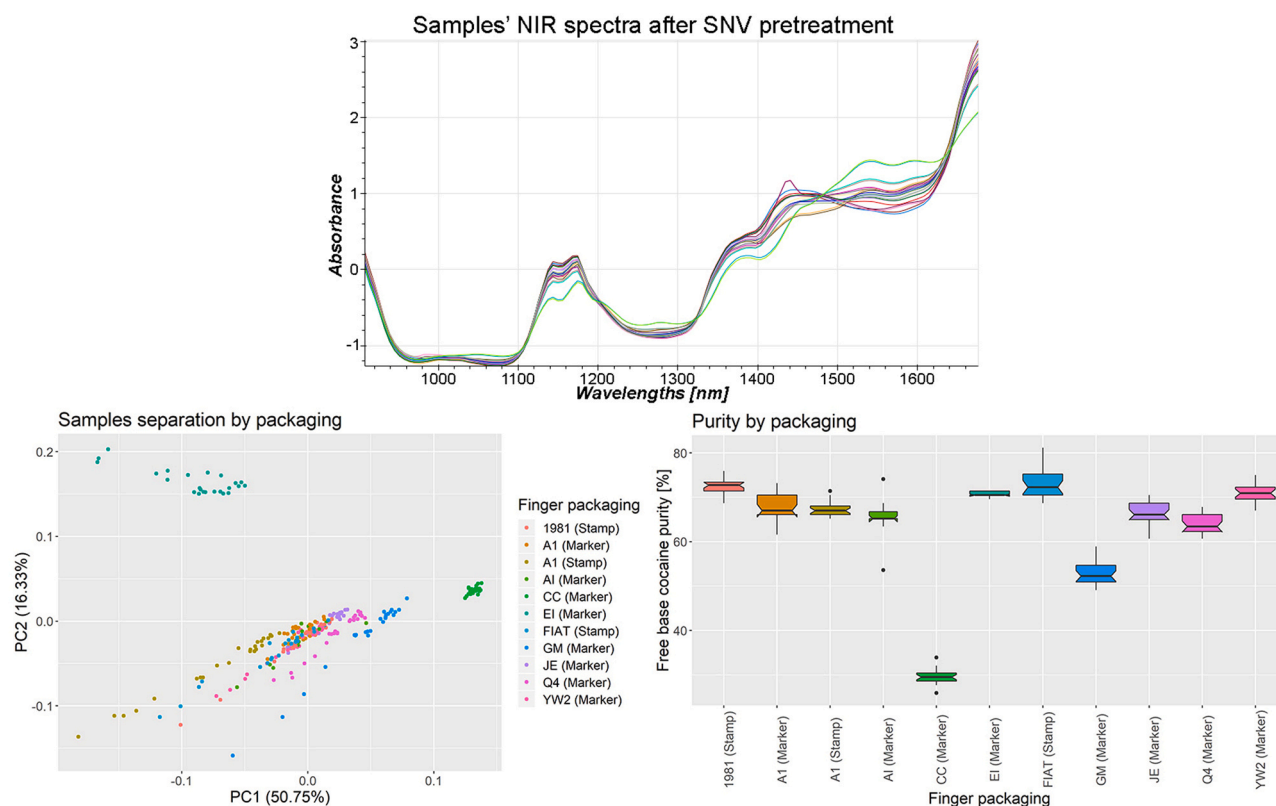 Samples' NIR spectra after SNV pretreatment
3
2
1
0
-1
Absorbance
1000 1100 1200 1300 1400 1500 1600
Wavelengths [nm]
Samples separation by packaging
0.2
0.1
0.0
-0.1
PC2 (16.33%)
-0.1 0.0 0.1
PC1 (50.75%)
Finger packaging
1981 (Stamp)
A1 (Marker)
A1 (Stamp)
AI (Marker)
CC (Marker)
EI (Marker)
FIAT (Stamp)
GM (Marker)
JE (Marker)
Q4 (Marker)
YW2 (Marker)
Purity by packaging
80
60
40
Free base cocaine purity [%]
1981 (Stamp)
A1 (Marker)
A1 (Stamp)
AI (Marker)
CC (Marker)
EI (Marker)
FIAT (Stamp)
GM (Marker)
JE (Marker)
Q4 (Marker)
YW2 (Marker)
Finger packaging